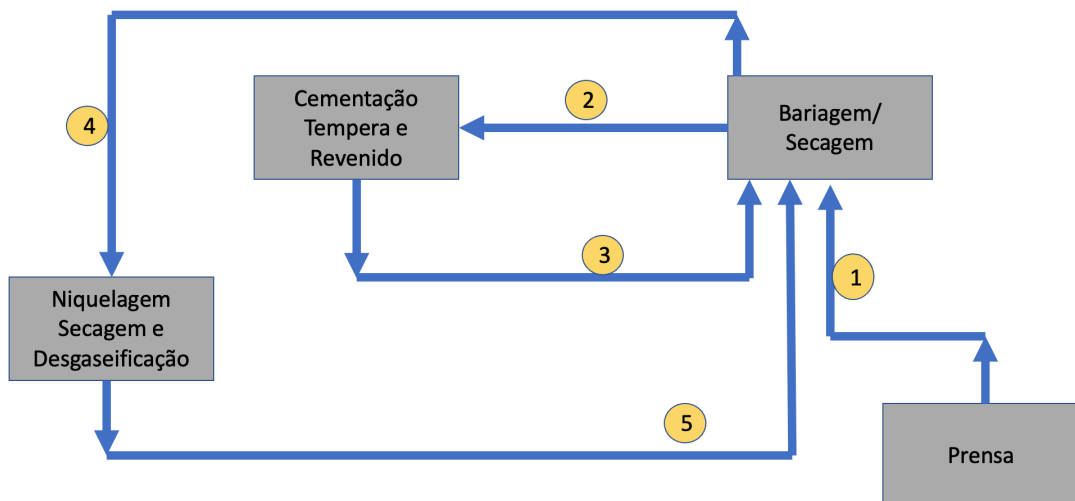 4
Cementação
Tempera e
Revenido
2
Bariagem/
Secagem
3
1
Niquelagem
Secagem e
Desgaseificação
5
Prensa